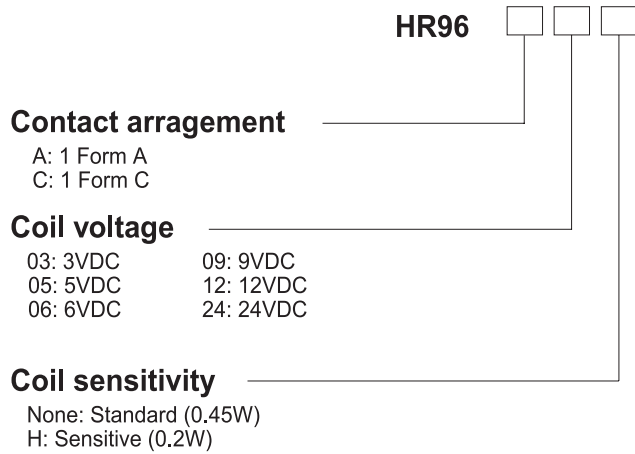 HR96
Contact arragement
A: 1 Form A
C: 1 Form C
Coil voltage
03: 3VDC 09: 9VDC
05: 5VDC 12: 12VDC
06: 6VDC 24: 24VDC
Coil sensitivity
None: Standard (0.45W)
H: Sensitive (0.2W)